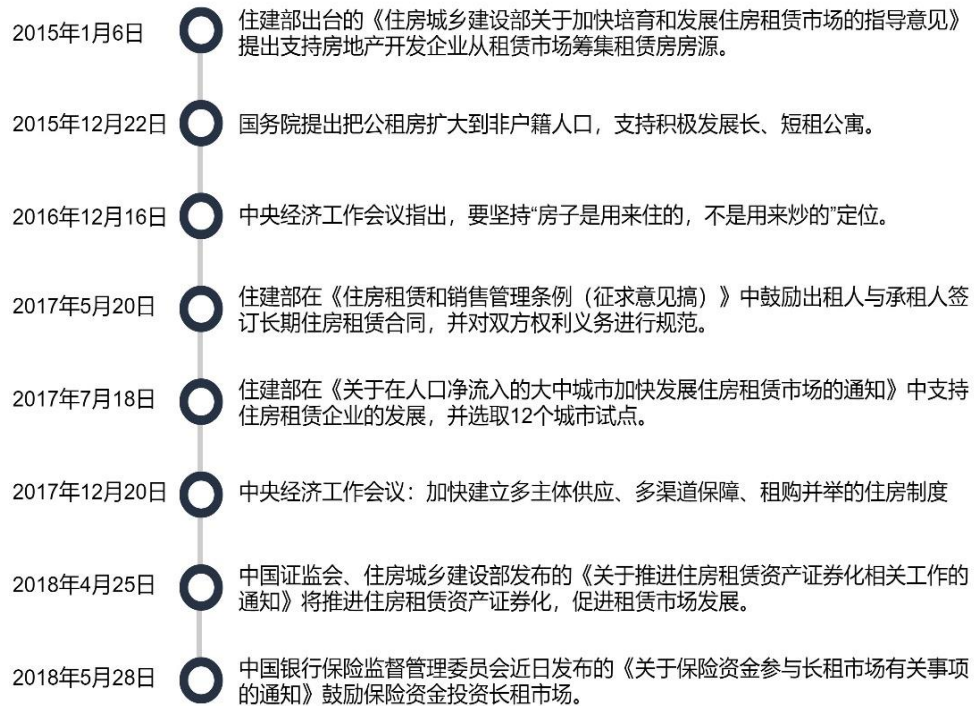 2015年1月6日
住建部出台的《住房城乡建设部关于加快培育和发展住房租赁市场的指导意见》
提出支持房地产开发企业从租赁市场筹集租赁房房源。
2015年12月22日
国务院提出把公租房扩大到非户籍人口，支持积极发展长、短租公寓。
2016年12月16日
中央经济工作会议指出，要坚持“房子是用来住的，不是用来炒的”定位。
2017年5月20日
住建部在《住房租赁和销售管理条例（征求意见搞）》中鼓励出租人与承租人签
订长期住房租赁合同，并对双方权利义务进行规范。
2017年7月18日
住建部在《关于在人口净流入的大中城市加快发展住房租赁市场的通知》中支持
住房租赁企业的发展，并选取12个城市试点。
2017年12月20日
中央经济工作会议：加快建立多主体供应、多渠道保障、租购并举的住房制度
2018年4月25日
中国证监会、住房城乡建设部发布的《关于推进住房租赁资产证券化相关工作的
通知》将推进住房租赁资产证券化，促进租赁市场发展。
2018年5月28日
中国银行保险监督管理委员会近日发布的《关于保险资金参与长租市场有关事项
的通知》鼓励保险资金投资长租市场。